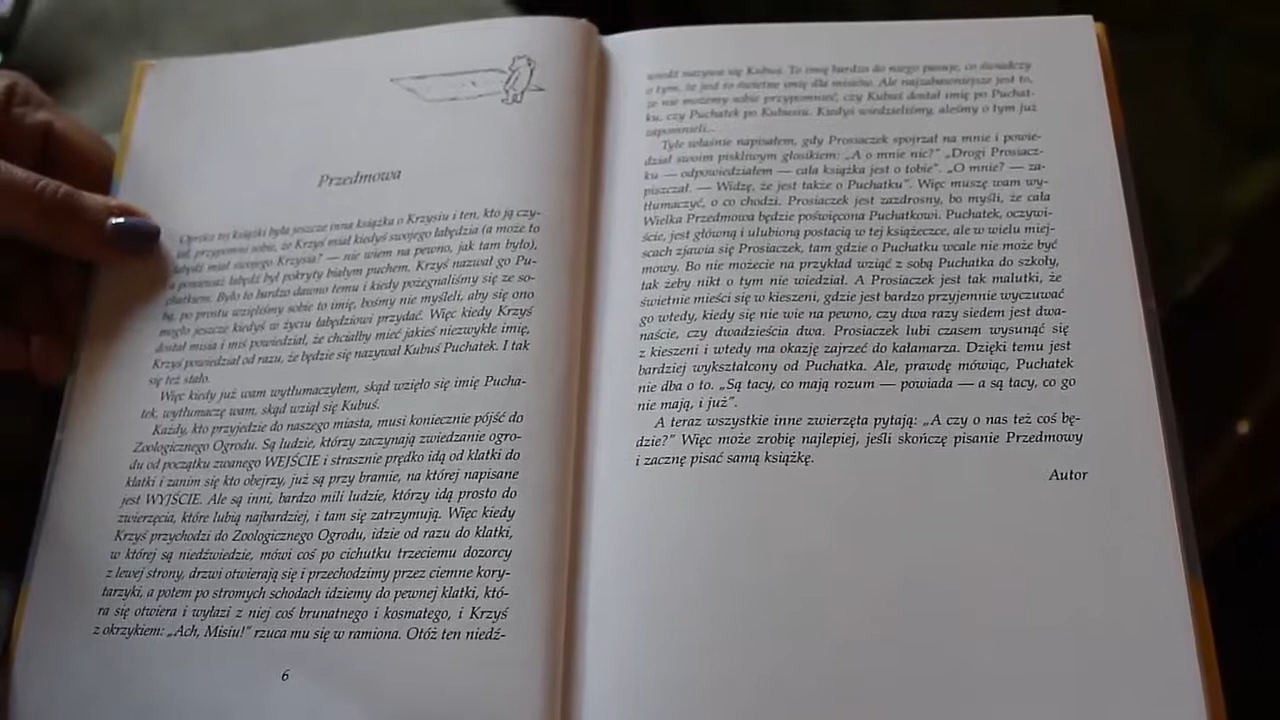 Przedmowa
Oprócz tej książki była jeszcze inna książka o Krzysiu i ten, kto ją czy-
tał, przypomni sobie, że Krzyś miał kiedyś swojego łabędzia (a może to
łabędź miał swojego Krzysia? — nie wiem na pewno, jak tam było),
a ponieważ łabędź był pokryty białym puchem, Krzyś nazwał go Pu-
chatkiem. Było to bardzo dawno temu i kiedy pożegnaliśmy się ze so-
bą, po prostu wzięliśmy sobie to imię, bośmy nie myśleli, aby się ono
mogło jeszcze kiedyś w życiu łabędziowi przydać. Więc kiedy Krzyś
dostał misia i miś powiedział, że chciałby mieć jakieś niezwykłe imię,
Krzyś powiedział od razu, że będzie się nazywał Kubuś Puchatek. I tak
się też stało.
Więc kiedy już wam wytłumaczyłem, skąd wzięło się imię Pucha-
tek, wytłumaczę wam, skąd wziął się Kubuś.
Każdy, kto przyjedzie do naszego miasta, musi koniecznie pójść do
Zoologicznego Ogrodu. Są ludzie, którzy zaczynają zwiedzanie ogro-
du od początku zwanego WEJŚCIE i strasznie prędko idą od klatki do
klatki i zanim się kto obejrzy, już są przy bramie, na której napisane
jest WYJŚCIE. Ale są inni, bardzo mili ludzie, którzy idą prosto do
zwierzęcia, które lubią najbardziej, i tam się zatrzymują. Więc kiedy
Krzyś przychodzi do Zoologicznego Ogrodu, idzie od razu do klatki,
w której są niedźwiedzie, mówi coś po cichutku trzeciemu dozorcy
z lewej strony, drzwi otwierają się i przechodzimy przez ciemne kory-
tarzyki, a potem po stromych schodach idziemy do pewnej klatki, któ-
ra się otwiera i wyłazi z niej coś brunatnego i kosmatego, i Krzyś
z okrzykiem: „Ach, Misiu!” rzuca mu się w ramiona. Otóż ten niedź-
6
wiedź nazywa się Kubuś. To imię bardzo do niego pasuje, co świadczy
o tym, że jest to świetne imię dla misiów. Ale najzabawniejsze jest to,
że nie możemy sobie przypomnieć, czy Kubuś dostał imię po Puchat-
ku, czy Puchatek po Kubusiu. Kiedyś wiedzieliśmy, aleśmy o tym już
zapomnieli...
Tyle właśnie napisałem, gdy Prosiaczek spojrzał na mnie i powie-
dział swoim piskliwym głosikiem: „A o mnie nic?” „Drogi Prosiacz-
ku — odpowiedziałem — cała książka jest o tobie”. „O mnie? — za-
piszczał. — Widzę, że jest także o Puchatku”. Więc muszę wam wy-
tłumaczyć, o co chodzi. Prosiaczek jest zazdrosny, bo myśli, że cała
Wielka Przedmowa będzie poświęcona Puchatkowi. Puchatek, oczywi-
ście, jest główną i ulubioną postacią w tej książeczce, ale w wielu miej-
scach zjawia się Prosiaczek, tam gdzie o Puchatku wcale nie może być
mowy. Bo nie możecie na przykład wziąć z sobą Puchatka do szkoły,
tak żeby nikt o tym nie wiedział. A Prosiaczek jest tak malutki, że
świetnie mieści się w kieszeni, gdzie jest bardzo przyjemnie wyczuwać
go wtedy, kiedy się nie wie na pewno, czy dwa razy siedem jest dwa-
naście, czy dwadzieścia dwa. Prosiaczek lubi czasem wysunąć się
z kieszeni i wtedy ma okazję zajrzeć do kałamarza. Dzięki temu jest
bardziej wykształcony od Puchatka. Ale, prawdę mówiąc, Puchatek
nie dba o to. „Są tacy, co mają rozum — powiada — a są tacy, co go
nie mają, i już”.
A teraz wszystkie inne zwierzęta pytają: „A czy o nas też coś bę-
dzie?” Więc może zrobię najlepiej, jeśli skończę pisanie Przedmowy
i zacznę pisać samą książkę.
Autor